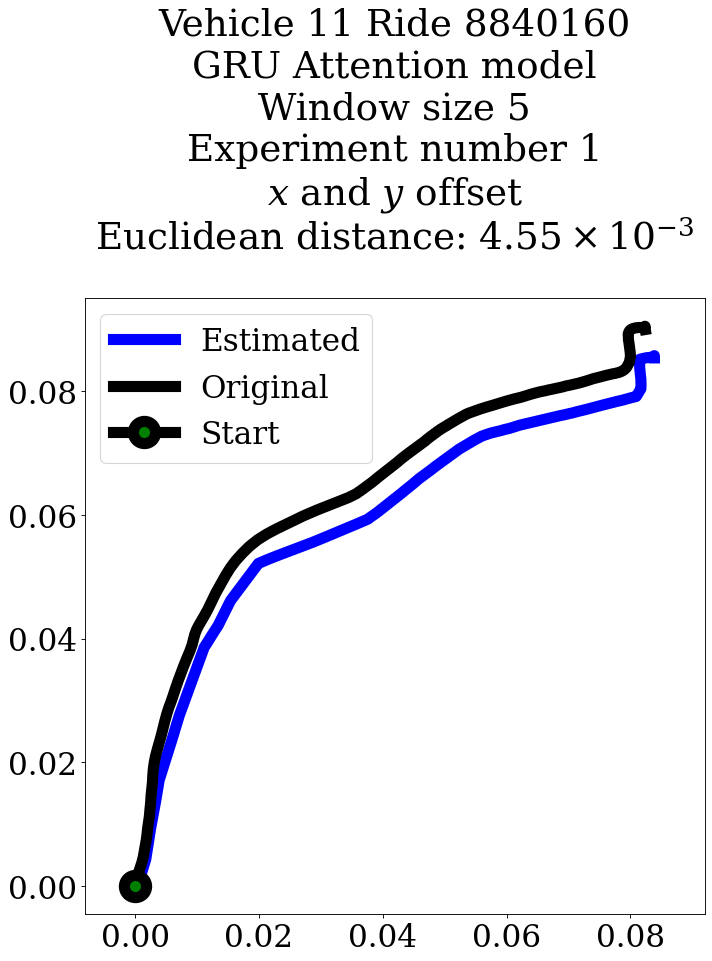 Vehicle 11 Ride 8840160
GRU Attention model
Window size 5
Experiment number 1
x and y offset
Euclidean distance: 4.55 × 10⁻³
Estimated
Original
Start
0.08
0.06
0.04
0.02
0.00
0.00 0.02 0.04 0.06 0.08